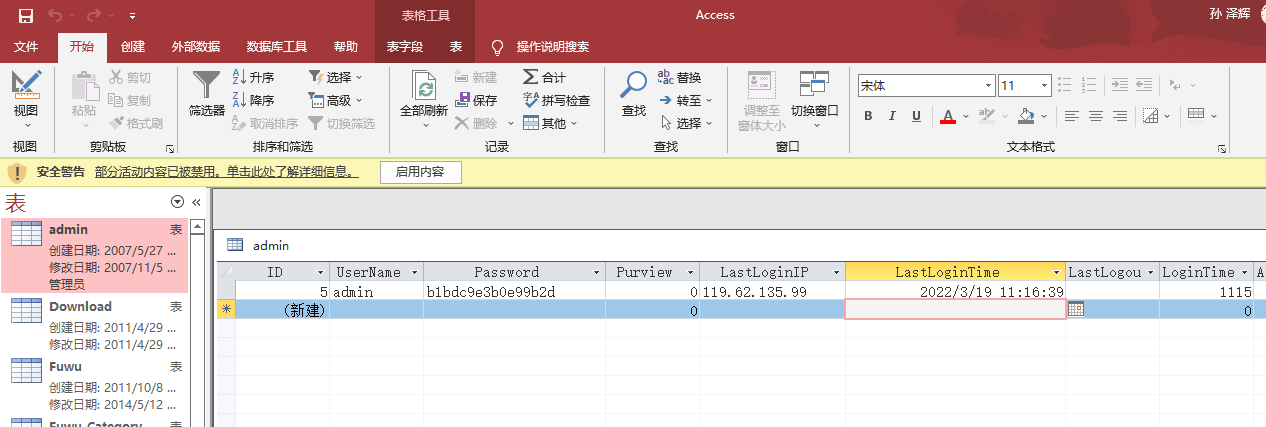 表格工具
Access
孙 泽辉
文件 开始 创建 外部数据 数据库工具 帮助 表字段 表 操作说明搜索
视图 粘贴 剪切 复制 格式刷
筛选器 升序 降序 取消排序 选择 高级 切换筛选
全部刷新 新建 保存 删除 合计 拼写检查 其他
查找 替换 转至 选择
调整至 窗体大小 切换窗口
宋体 11
B I U A
视图 剪贴板 排序和筛选 记录 查找 窗口 文本格式
安全警告 部分活动内容已被禁用。单击此处了解详细信息。 启用内容
表
admin 表
创建日期: 2007/5/27 ...
修改日期: 2007/11/5 ...
管理员
Download 表
创建日期: 2011/4/29 ...
修改日期: 2011/4/29 ...
Fuwu 表
创建日期: 2011/10/8 ...
修改日期: 2014/5/12 ...
Fuwu_Category 表
admin
ID UserName Password Purview LastLoginIP LastLoginTime LastLogou LoginTime A
5 admin b1bdc9e3b0e99b2d 0 119.62.135.99 2022/3/19 11:16:39 1115
(新建) 0 0